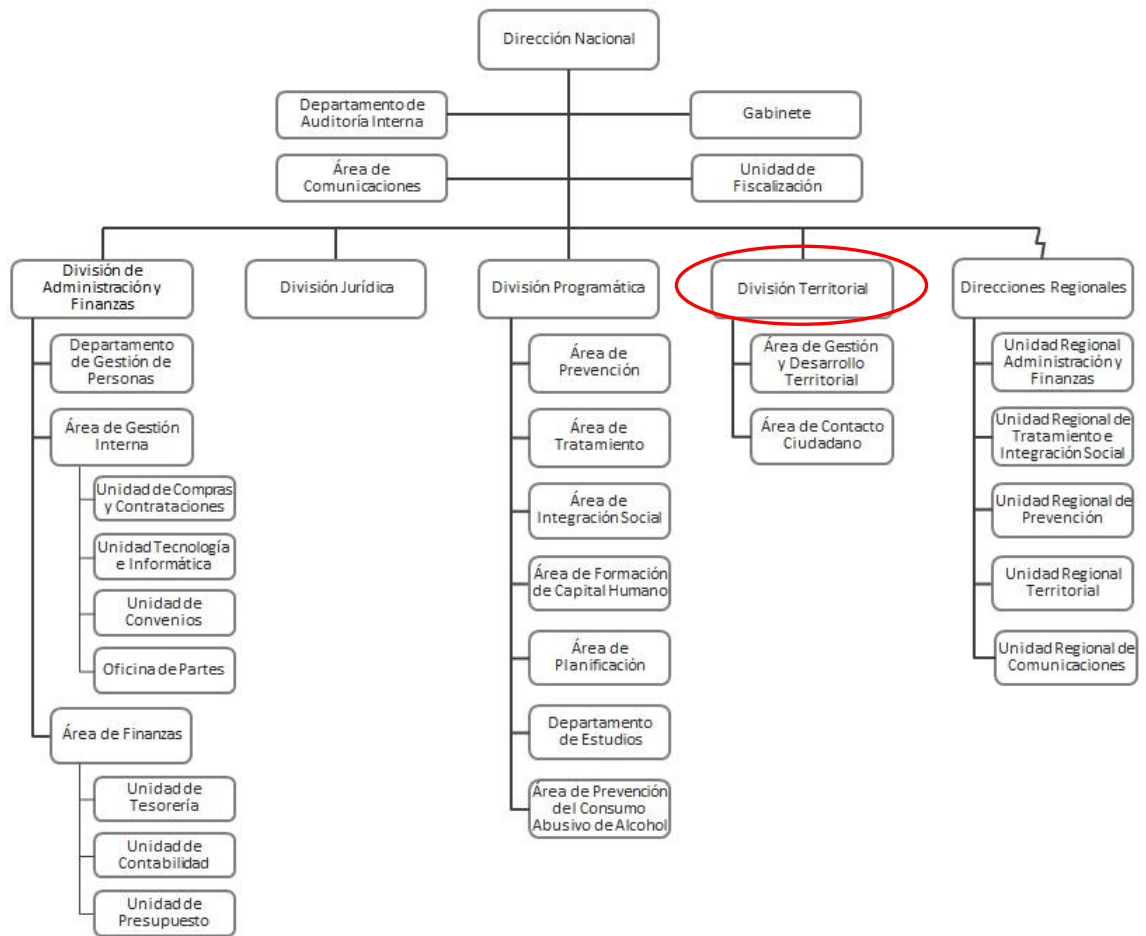 Dirección Nacional
Departamento de
Auditoría Interna
Gabinete
Área de
Comunicaciones
Unidad de
Fiscalización
División de
Administración y
Finanzas
División Jurídica
División Programática
División Territorial
Direcciones Regionales
Departamento
de Gestión de
Personas
Área de Gestión
Interna
Unidad de Compras
y Contrataciones
Unidad Tecnología
e Informática
Unidad de
Convenios
Oficina de Partes
Área de Finanzas
Unidad de
Tesorería
Unidad de
Contabilidad
Unidad de
Presupuesto
Área de
Prevención
Área de
Tratamiento
Área de
Integración Social
Área de Formación
de Capital Humano
Área de
Planificación
Departamento
de Estudios
Área de Prevención
del Consumo
Abusivo de Alcohol
Área de Gestión
y Desarrollo
Territorial
Área de Contacto
Ciudadano
Unidad Regional
Administración y
Finanzas
Unidad Regional de
Tratamiento e
Integración Social
Unidad Regional de
Prevención
Unidad Regional
Territorial
Unidad Regional de
Comunicaciones